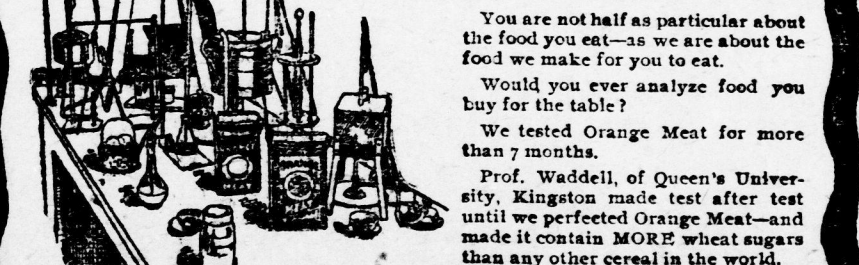 You are not half as particular about
the food you eat—as we are about the
food we make for you to eat.
Would you ever analyze food you
buy for the table?
We tested Orange Meat for more
than 7 months.
Prof. Waddell, of Queen's Univer-
sity, Kingston made test after test
until we perfected Orange Meat—and
made it contain MORE wheat sugars
than any other cereal in the world.